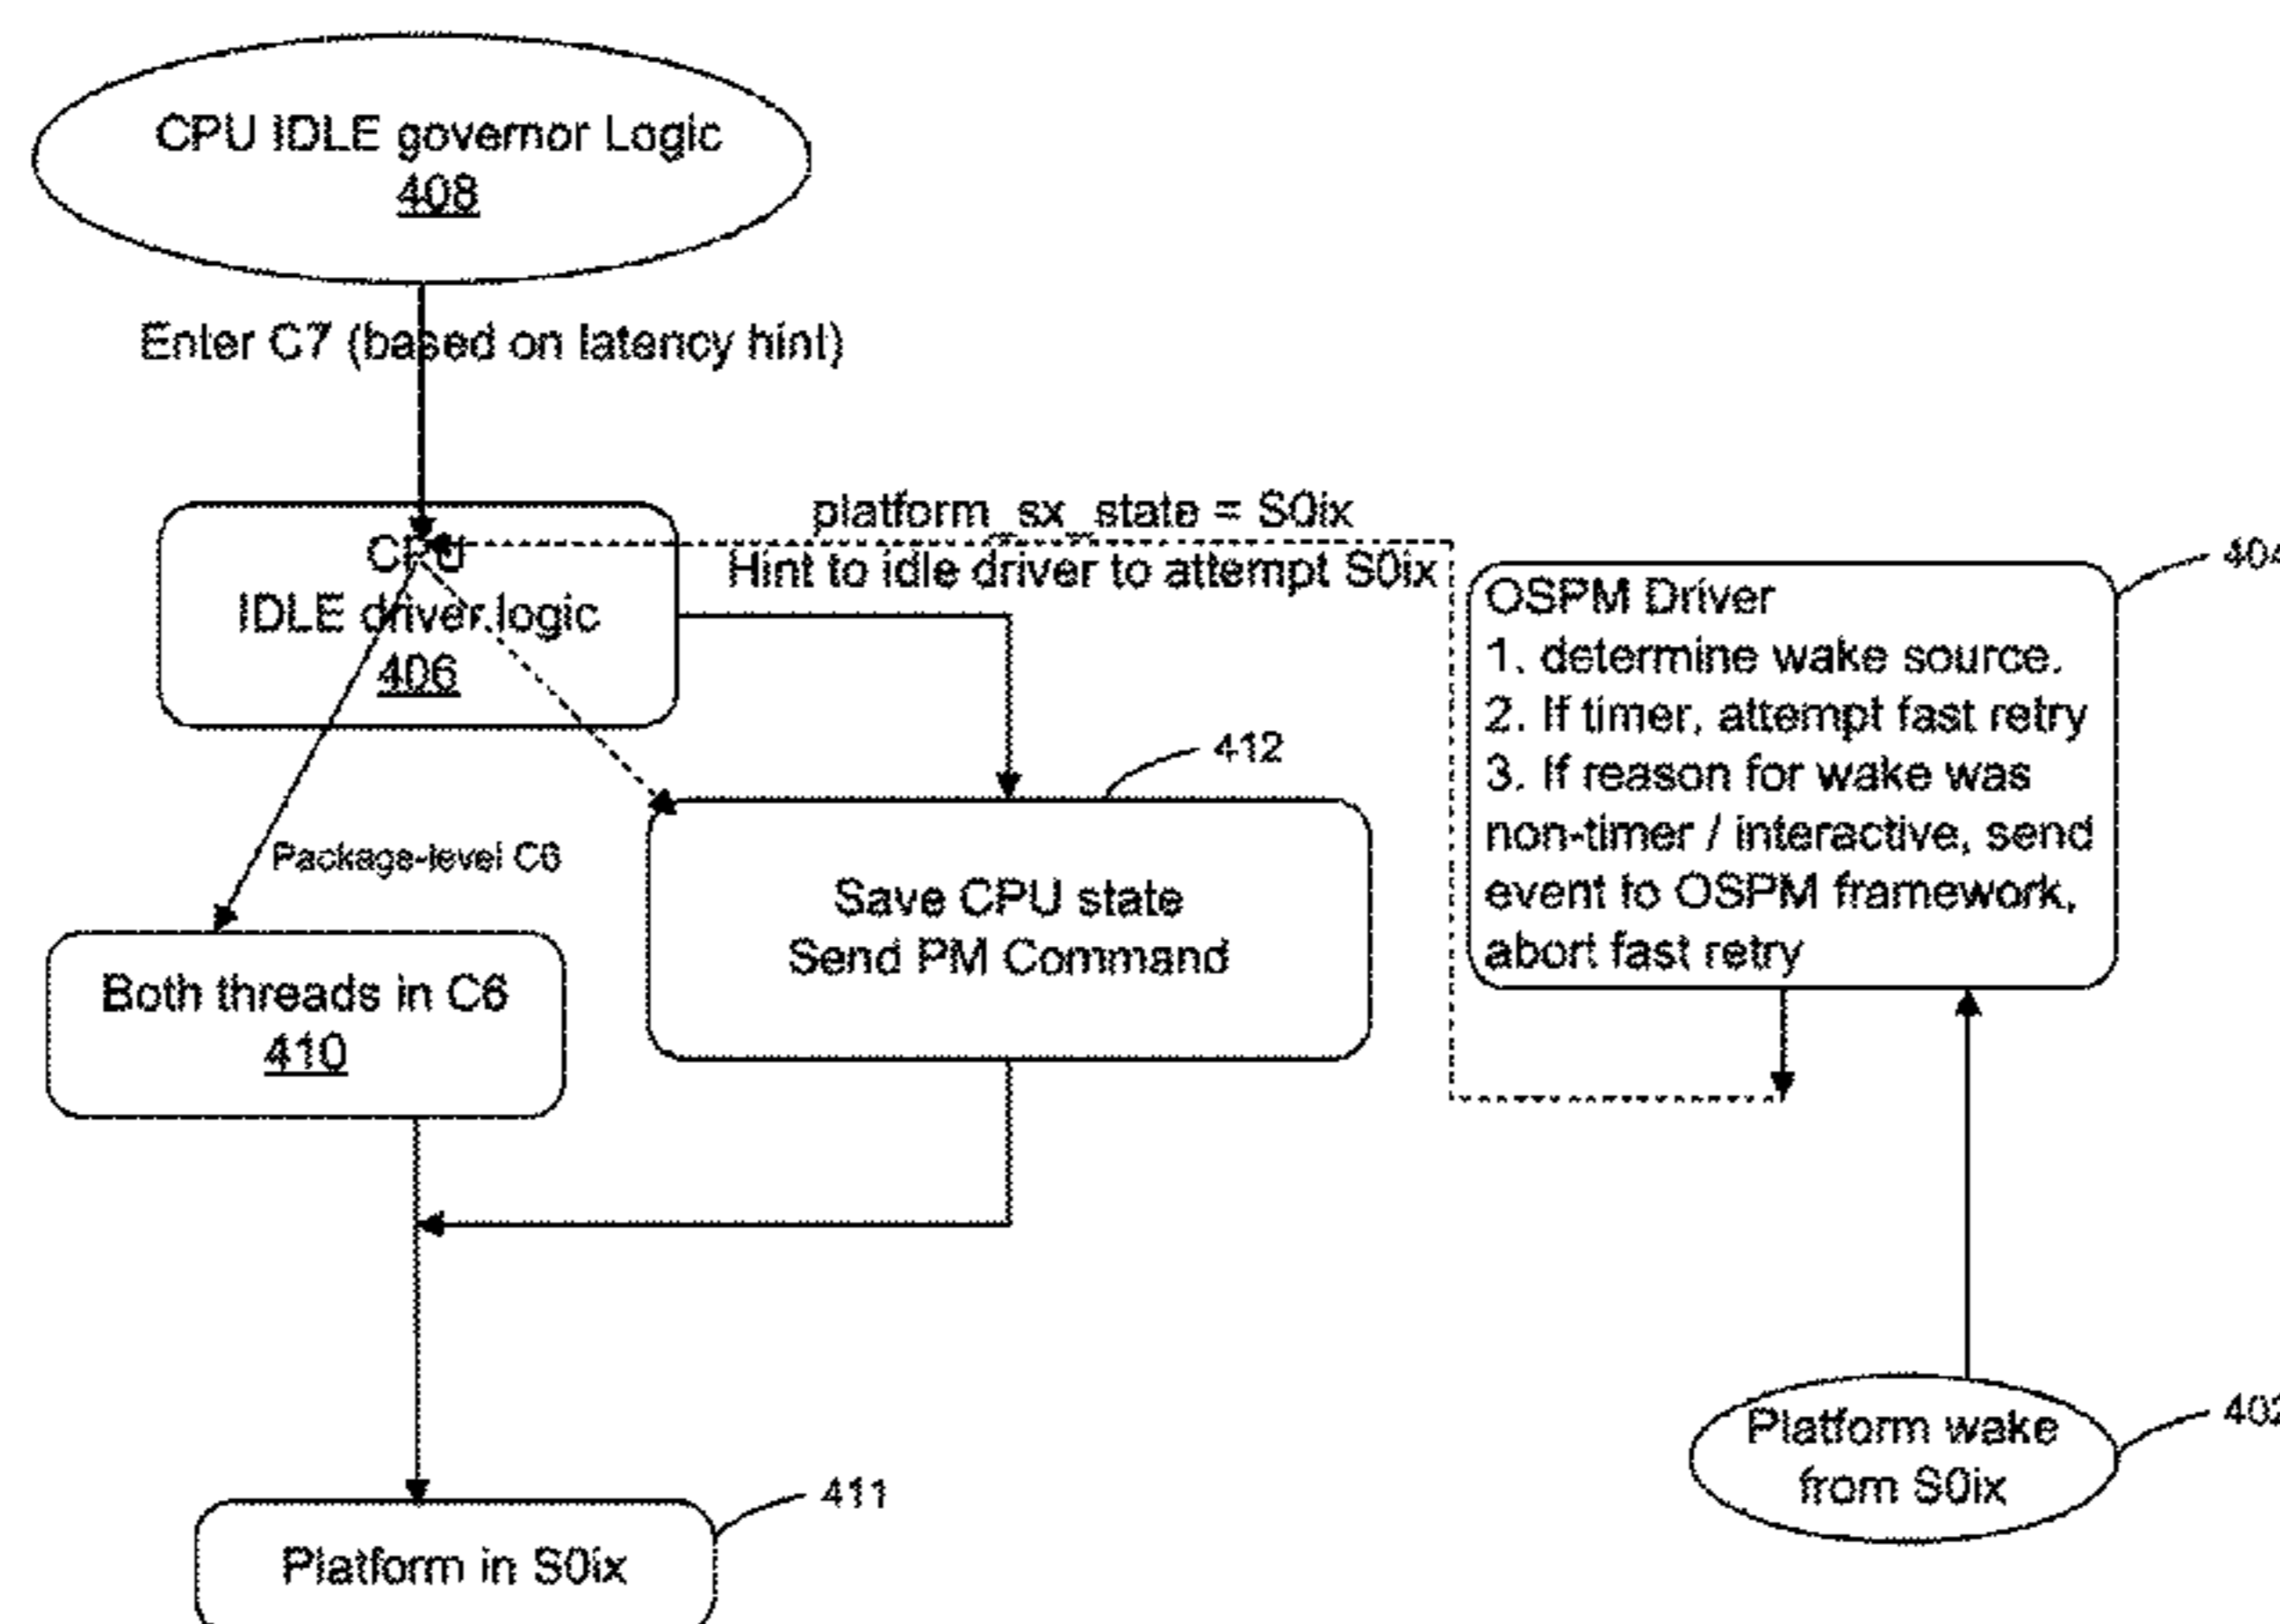 CPU IDLE governor Logic
408
Enter C7 (based on latency hint)
platform_sx_state = S0ix
Hint to idle driver to attempt S0ix
CPU
IDLE driver logic
406
404
OSPM Driver
1. determine wake source.
2. If timer, attempt fast retry
3. If reason for wake was
non-timer / interactive, send
event to OSPM framework,
abort fast retry
412
Package-level C6
Save CPU state
Send PM Command
Both threads in C6
410
402
Platform wake
from S0ix
411
Platform in S0ix